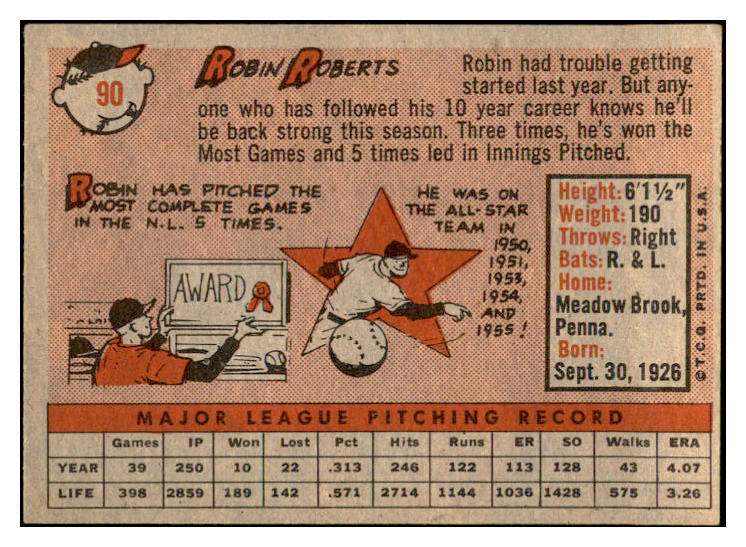 90
ROBIN ROBERTS
Robin had trouble getting
started last year. But any-
one who has followed his 10 year career knows he'll
be back strong this season. Three times, he's won the
Most Games and 5 times led in Innings Pitched.
ROBIN HAS PITCHED THE
MOST COMPLETE GAMES
IN THE N.L. 5 TIMES.
AWARD
HE WAS ON
THE ALL-STAR
TEAM IN
1950,
1951,
1953,
1954,
AND
1955!
Height: 6'1½"
Weight: 190
Throws: Right
Bats: R. & L.
Home:
Meadow Brook,
Penna.
Born:
Sept. 30, 1926
© T.C.G. PRTD. IN U.S.A.
MAJOR LEAGUE PITCHING RECORD
Games IP Won Lost Pct Hits Runs ER SO Walks ERA
YEAR 39 250 10 22 .313 246 122 113 128 43 4.07
LIFE 398 2859 189 142 .571 2714 1144 1036 1428 575 3.26